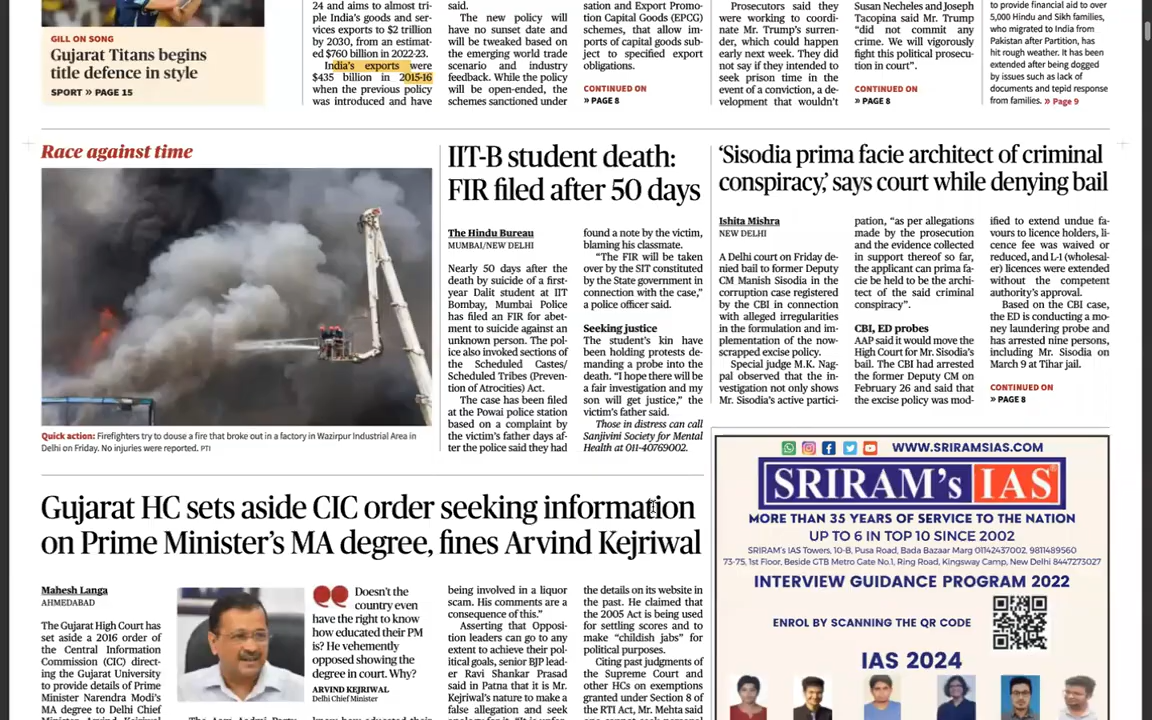 GILL ON SONG
Gujarat Titans begins
title defence in style
SPORT » PAGE 15
24 and aims to almost tri-
ple India's goods and ser-
vices exports to $2 trillion
by 2030, from an estimat-
ed $760 billion in 2022-23.
India's exports were
$435 billion in 2015-16
when the previous policy
was introduced and have
said.
The new policy will
have no sunset date and
will be tweaked based on
the emerging world trade
scenario and industry
feedback. While the policy
will be open-ended, the
schemes sanctioned under
sation and Export Promo-
tion Capital Goods (EPCG)
schemes, that allow im-
ports of capital goods sub-
ject to specified export
obligations.
CONTINUED ON
» PAGE 8
Prosecutors said they
were working to coordi-
nate Mr. Trump's surren-
der, which could happen
early next week. They did
not say if they intended to
seek prison time in the
event of a conviction, a de-
velopment that wouldn't
Susan Necheles and Joseph
Tacopina said Mr. Trump
"did not commit any
crime. We will vigorously
fight this political prosecu-
tion in court".
CONTINUED ON
» PAGE 8
to provide financial aid to over
5,000 Hindu and Sikh families,
who migrated to India from
Pakistan after Partition, has
hit rough weather. It has been
extended after being dogged
by issues such as lack of
documents and tepid response
from families. » Page 9
Race against time
Quick action: Firefighters try to douse a fire that broke out in a factory in Wazirpur Industrial Area in
Delhi on Friday. No injuries were reported. PTI
IIT-B student death:
FIR filed after 50 days
The Hindu Bureau
MUMBAI/NEW DELHI
Nearly 50 days after the
death by suicide of a first-
year Dalit student at IIT
Bombay, Mumbai Police
has filed an FIR for abet-
ment to suicide against an
unknown person. The pol-
ice also invoked sections of
the Scheduled Castes/
Scheduled Tribes (Preven-
tion of Atrocities) Act.
The case has been filed
at the Powai police station
based on a complaint by
the victim's father days af-
ter the police said they had
found a note by the victim,
blaming his classmate.
"The FIR will be taken
over by the SIT constituted
by the State government in
connection with the case,"
a police officer said.
Seeking justice
The student's kin have
been holding protests de-
manding a probe into the
death. "I hope there will be
a fair investigation and my
son will get justice," the
victim's father said.
Those in distress can call
Sanjivini Society for Mental
Health at 011-40769002.
'Sisodia prima facie architect of criminal
conspiracy,' says court while denying bail
Ishita Mishra
NEW DELHI
A Delhi court on Friday de-
nied bail to former Deputy
CM Manish Sisodia in the
corruption case registered
by the CBI in connection
with alleged irregularities
in the formulation and im-
plementation of the now-
scrapped excise policy.
Special judge M.K. Nag-
pal observed that the in-
vestigation not only shows
Mr. Sisodia's active partici-
pation, "as per allegations
made by the prosecution
and the evidence collected
in support thereof so far,
the applicant can prima fa-
cie be held to be the archi-
tect of the said criminal
conspiracy".
CBI, ED probes
AAP said it would move the
High Court for Mr. Sisodia's
bail. The CBI had arrested
the former Deputy CM on
February 26 and said that
the excise policy was mod-
ified to extend undue fa-
vours to licence holders, li-
cence fee was waived or
reduced, and L-1 (wholesal-
er) licences were extended
without the competent
authority's approval.
Based on the CBI case,
the ED is conducting a mo-
ney laundering probe and
has arrested nine persons,
including Mr. Sisodia on
March 9 at Tihar jail.
CONTINUED ON
» PAGE 8
Gujarat HC sets aside CIC order seeking information
on Prime Minister's MA degree, fines Arvind Kejriwal
Mahesh Langa
AHMEDABAD
The Gujarat High Court has
set aside a 2016 order of
the Central Information
Commission (CIC) direct-
ing the Gujarat University
to provide details of Prime
Minister Narendra Modi's
MA degree to Delhi Chief
Minister Arvind Kejriwal
The Aam Aadmi Party
Doesn't the
country even
have the right to know
how educated their PM
is? He vehemently
opposed showing the
degree in court. Why?
ARVIND KEJRIWAL
Delhi Chief Minister
know how educated their
being involved in a liquor
scam. His comments are a
consequence of this."
Asserting that Opposi-
tion leaders can go to any
extent to achieve their pol-
itical goals, senior BJP lead-
er Ravi Shankar Prasad
said in Patna that it is Mr.
Kejriwal's nature to make a
false allegation and seek
the details on its website in
the past. He claimed that
the 2005 Act is being used
for settling scores and to
make "childish jabs" for
political purposes.
Citing past judgments of
the Supreme Court and
other HCs on exemptions
granted under Section 8 of
the RTI Act, Mr. Mehta said
WWW.SRIRAMSIAS.COM
SRIRAM's IAS
MORE THAN 35 YEARS OF SERVICE TO THE NATION
UP TO 6 IN TOP 10 SINCE 2002
SRIRAM's IAS Towers, 10-B, Pusa Road, Bada Bazaar Marg 01142437002, 9811489560
73-75, 1st Floor, Beside GTB Metro Gate No.1, Ring Road, Kingsway Camp, New Delhi 8447273027
INTERVIEW GUIDANCE PROGRAM 2022
ENROL BY SCANNING THE QR CODE
IAS 2024